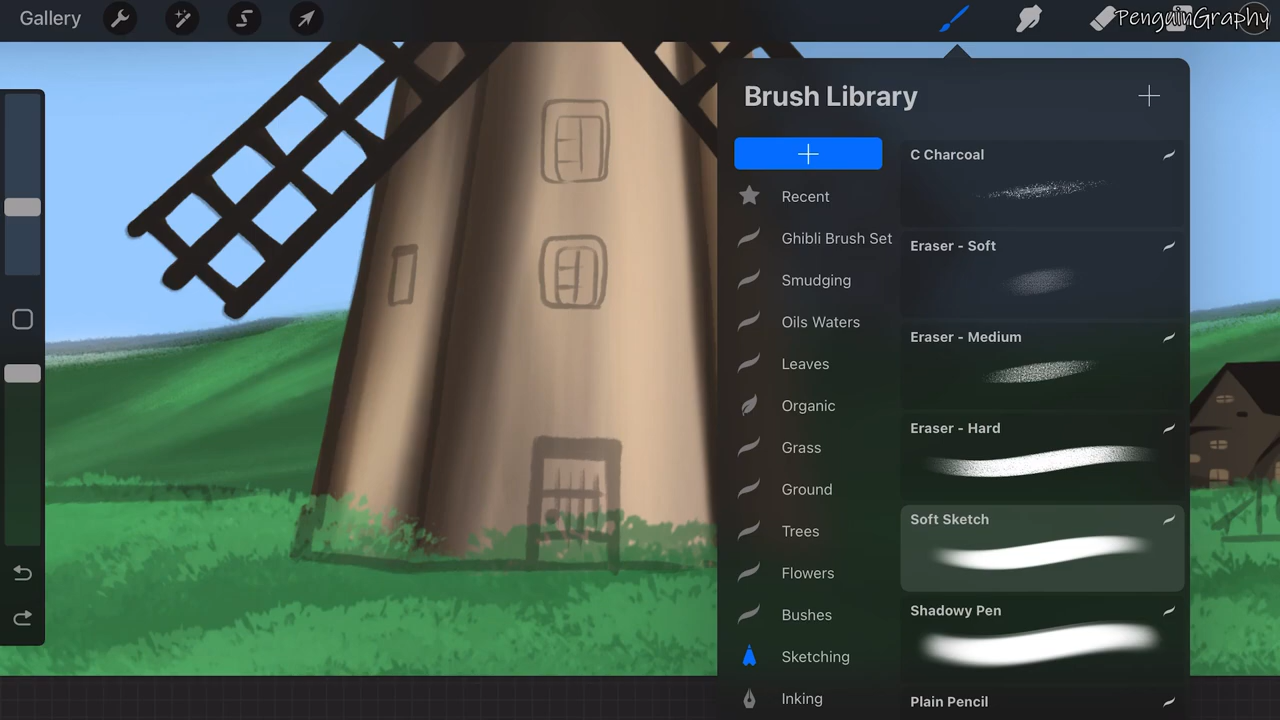 Gallery
PenguinGraphy
Brush Library
Recent
Ghibli Brush Set
Smudging
Oils Waters
Leaves
Organic
Grass
Ground
Trees
Flowers
Bushes
Sketching
Inking
C Charcoal
Eraser - Soft
Eraser - Medium
Eraser - Hard
Soft Sketch
Shadowy Pen
Plain Pencil